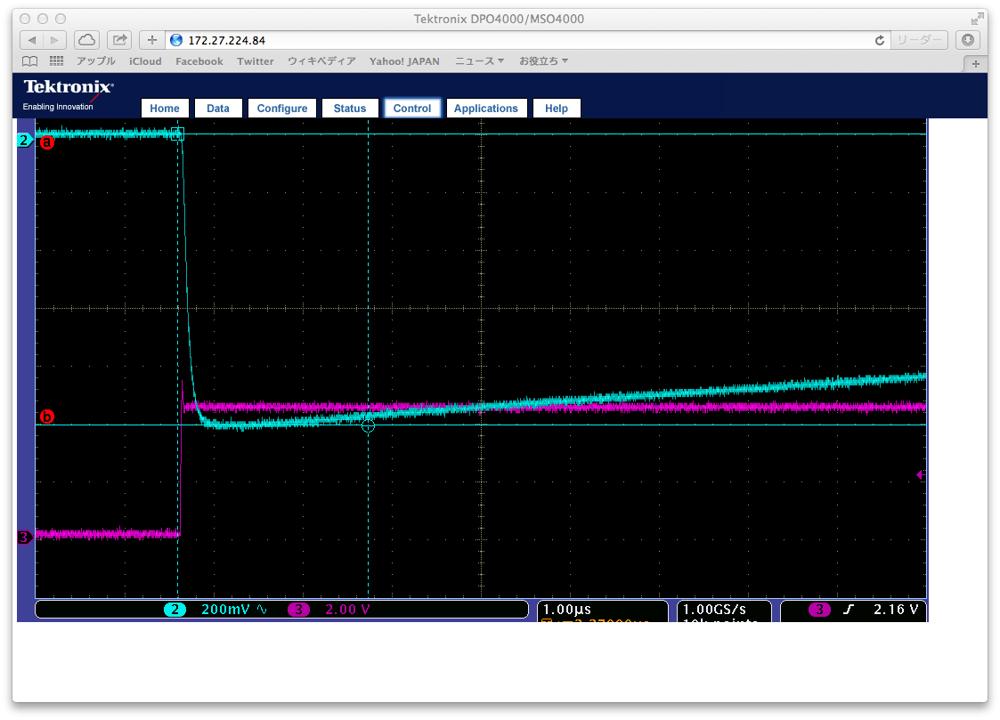 Tektronix DPO4000/MSO4000
172.27.224.84 リーダー
アップル iCloud Facebook Twitter ウィキペディア Yahoo! JAPAN ニュース お役立ち
Tektronix
Enabling Innovation
Home Data Configure Status Control Applications Help
2 a
b
3
2 200mV 3 2.00 V 1.00µs 1.00GS/s 3 2.16 V
10k points